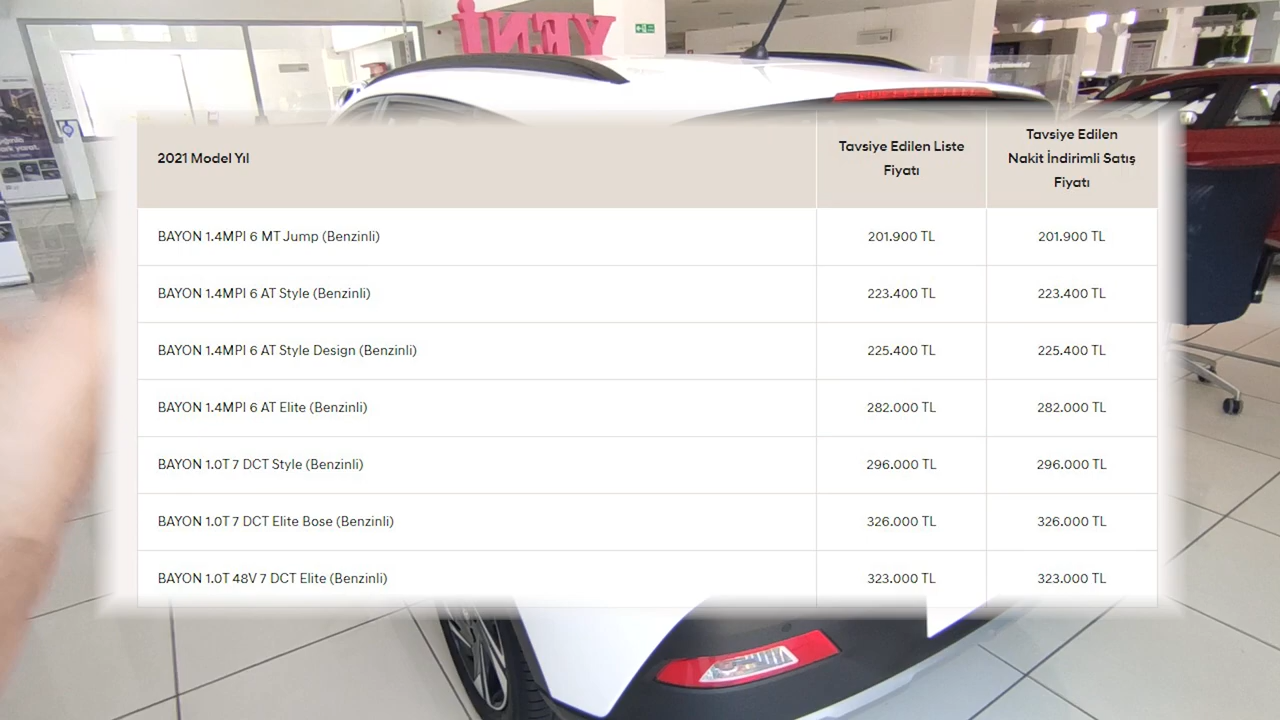 YENİ
2021 Model Yıl
Tavsiye Edilen Liste
Fiyatı
Tavsiye Edilen
Nakit İndirimli Satış
Fiyatı
BAYON 1.4MPI 6 MT Jump (Benzinli) 201.900 TL 201.900 TL
BAYON 1.4MPI 6 AT Style (Benzinli) 223.400 TL 223.400 TL
BAYON 1.4MPI 6 AT Style Design (Benzinli) 225.400 TL 225.400 TL
BAYON 1.4MPI 6 AT Elite (Benzinli) 282.000 TL 282.000 TL
BAYON 1.0T 7 DCT Style (Benzinli) 296.000 TL 296.000 TL
BAYON 1.0T 7 DCT Elite Bose (Benzinli) 326.000 TL 326.000 TL
BAYON 1.0T 48V 7 DCT Elite (Benzinli) 323.000 TL 323.000 TL